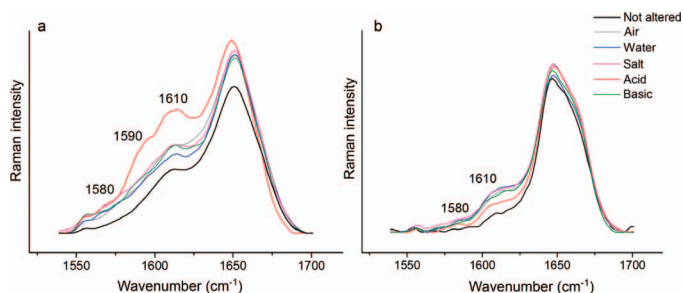 a
Raman intensity
1580
1590
1610
1550
1600
1650
1700
Wavenumber (cm⁻¹)
b
Raman intensity
1580
1610
1550
1600
1650
1700
Wavenumber (cm⁻¹)
Not altered
Air
Water
Salt
Acid
Basic